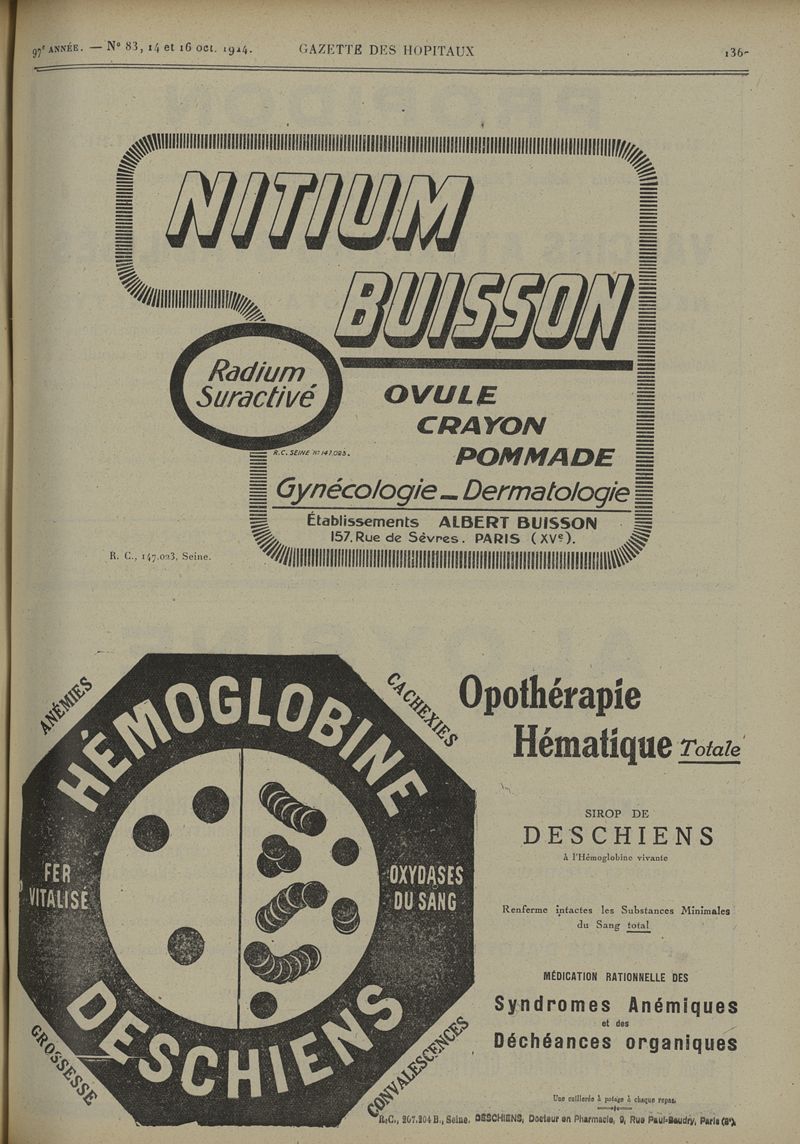 97e ANNÉE. — N° 83, 14 et 16 OCT. 1924. GAZETTE DES HOPITAUX 136-
NITIUM
BUISSON
Radium
Suractivé
OVULE
CRAYON
POMMADE
R.C. SEINE N° 147.023.
Gynécologie — Dermatologie
Établissements ALBERT BUISSON
157, Rue de Sèvres. PARIS (XVe).
R. C., 147.023, Seine.
ANÉMIES
CACHEXIES
HÉMOGLOBINE
FER
VITALISÉ
OXYDASES
DU SANG
DESCHIENS
GROSSESSE
CONVALESCENCES
Opothérapie
Hématique Totale
SIROP DE
DESCHIENS
à l'Hémoglobine vivante
Renferme intactes les Substances Minimales
du Sang total
MÉDICATION RATIONNELLE DES
Syndromes Anémiques
et des
Déchéances organiques
Une cuillerée à potage à chaque repas.
R.C., 207.204 B., Seine. DESCHIENS, Docteur en Pharmacie, 9, Rue Paul-Baudry, Paris (8e).